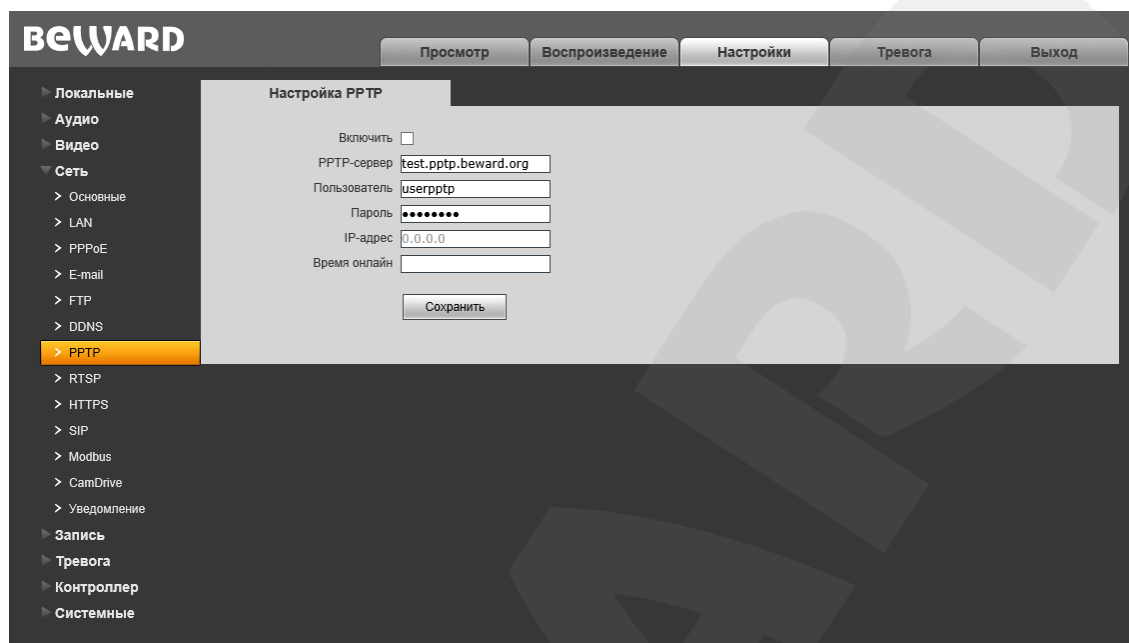 BEWARD
Просмотр
Воспроизведение
Настройки
Тревога
Выход
Локальные
Аудио
Видео
Сеть
> Основные
> LAN
> PPPoE
> E-mail
> FTP
> DDNS
> PPTP
> RTSP
> HTTPS
> SIP
> Modbus
> CamDrive
> Уведомление
Запись
Тревога
Контроллер
Системные
Настройка PPTP
Включить
PPTP-сервер test.pptp.beward.org
Пользователь userpptp
Пароль ••••••••
IP-адрес 0.0.0.0
Время онлайн
Сохранить